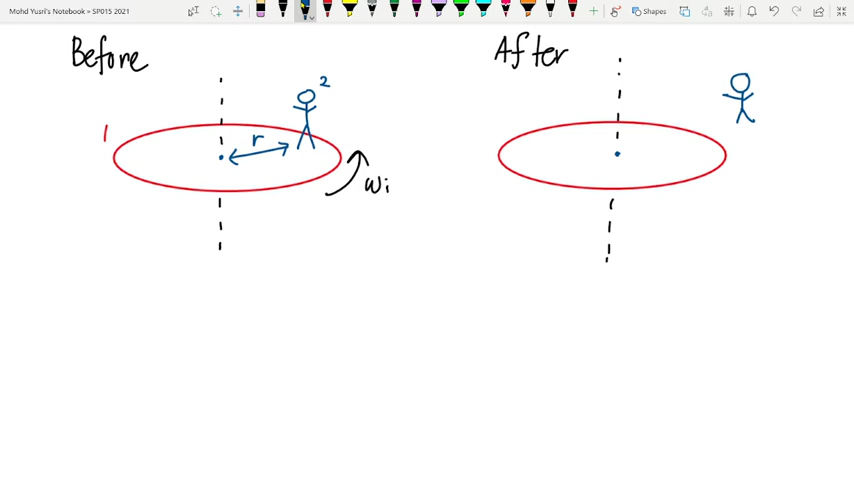 Mohd Yusri's Notebook » SP015 2021
Shapes
Before
After
2
1
r
ωi